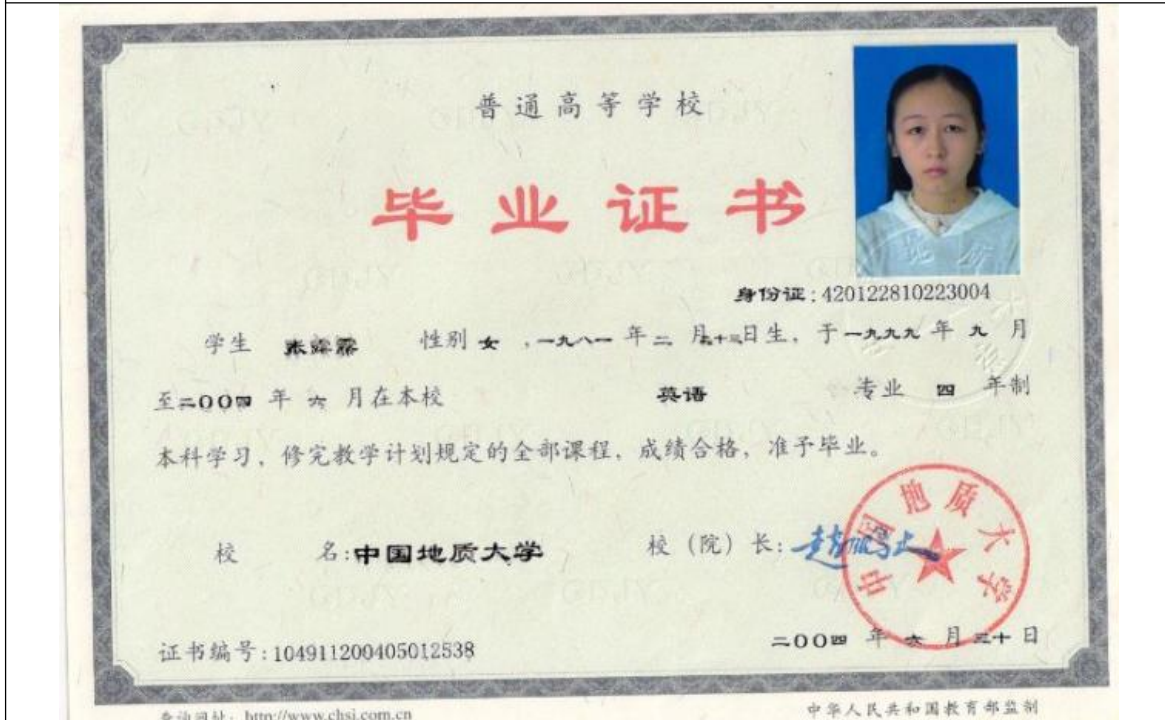 普通高等学校
毕业证书
身份证:420122810223004
学生 性别 女 ,一九八一 年 二 月二十三日生, 于 一九九九 年 九 月
至二00四 年 六 月在本校 英语 专业 四 年制
本科学习, 修完教学计划规定的全部课程, 成绩合格, 准予毕业。
校 名:中国地质大学 校 (院) 长:
中国地质大学
二00四 年 六 月 三十 日
证书编号:104911200405012538
查询网址: http://www.chsi.com.cn 中华人民共和国教育部监制